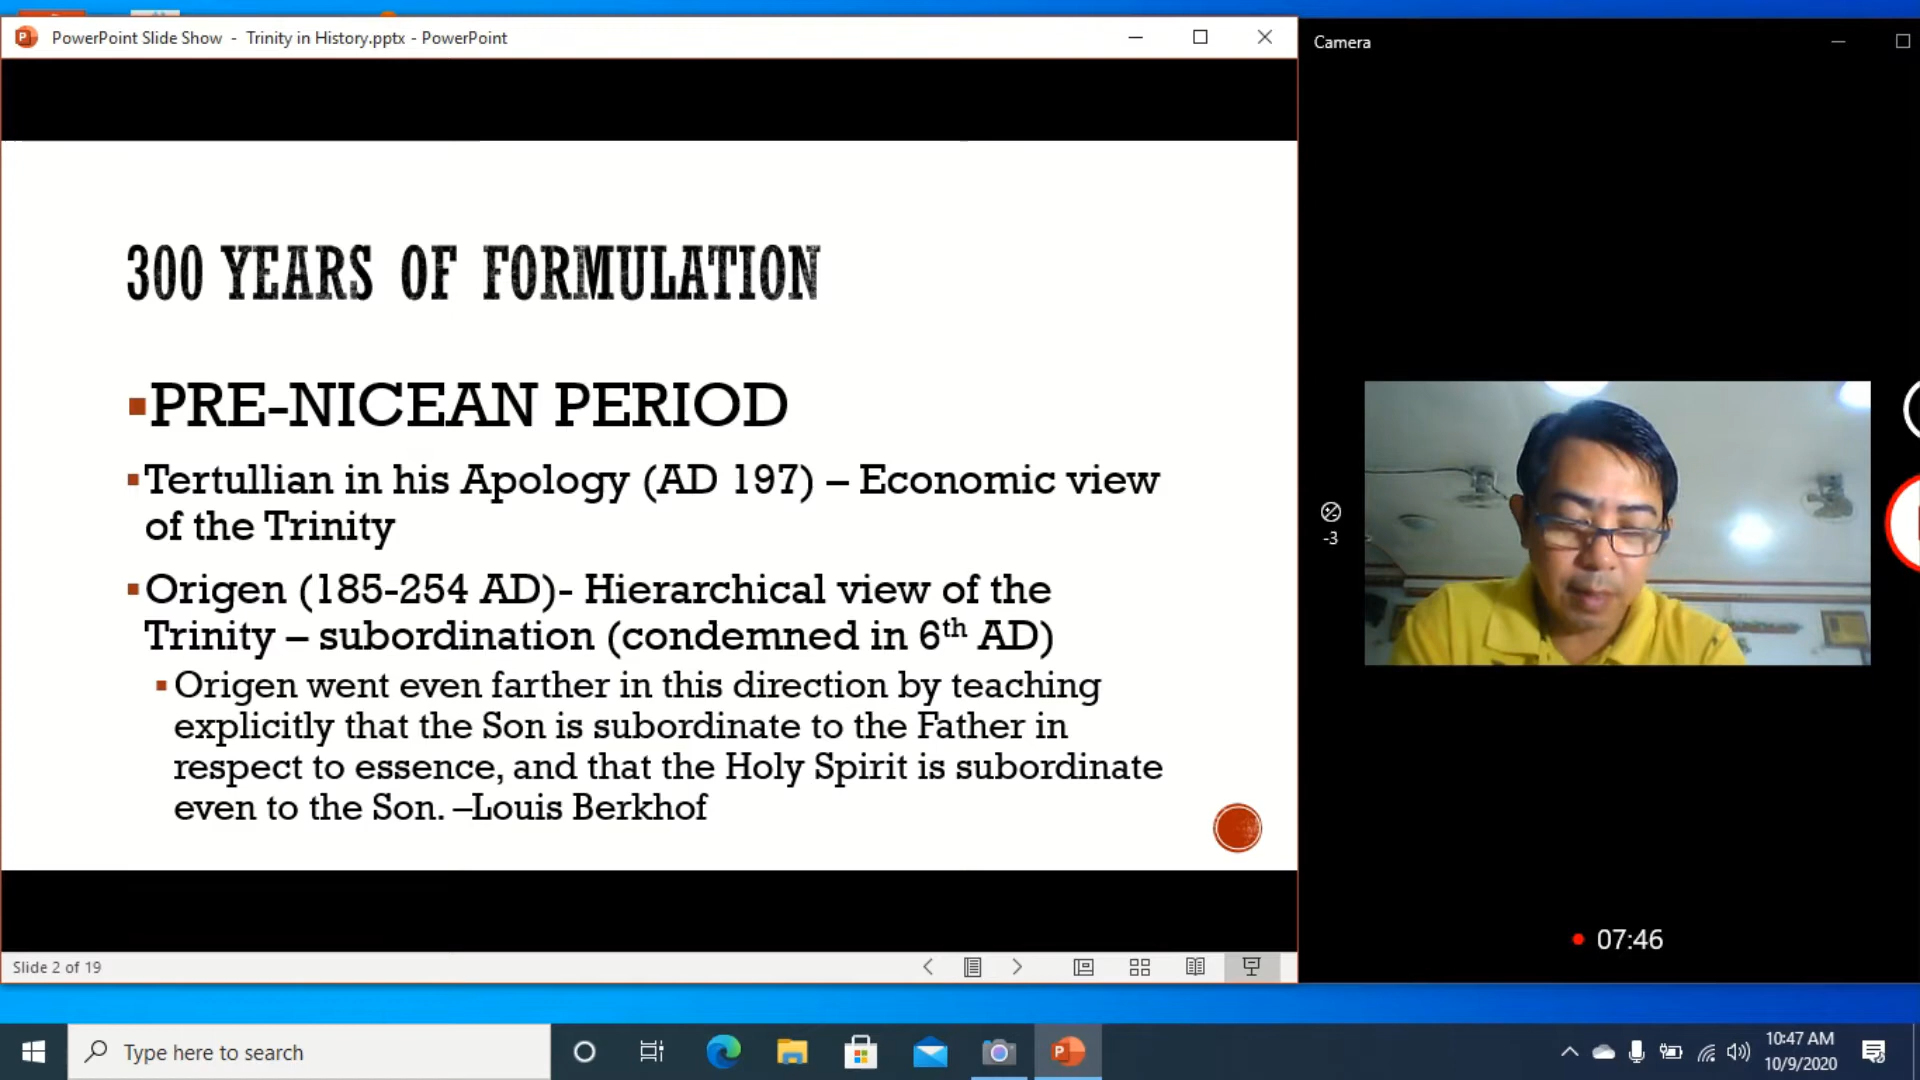 PowerPoint Slide Show - Trinity in History.pptx - PowerPoint
Camera
300 YEARS OF FORMULATION
PRE-NICEAN PERIOD
Tertullian in his Apology (AD 197) – Economic view
of the Trinity
Origen (185-254 AD)- Hierarchical view of the
Trinity – subordination (condemned in 6th AD)
Origen went even farther in this direction by teaching
explicitly that the Son is subordinate to the Father in
respect to essence, and that the Holy Spirit is subordinate
even to the Son. –Louis Berkhof
-3
07:46
Slide 2 of 19
Type here to search
10:47 AM
10/9/2020